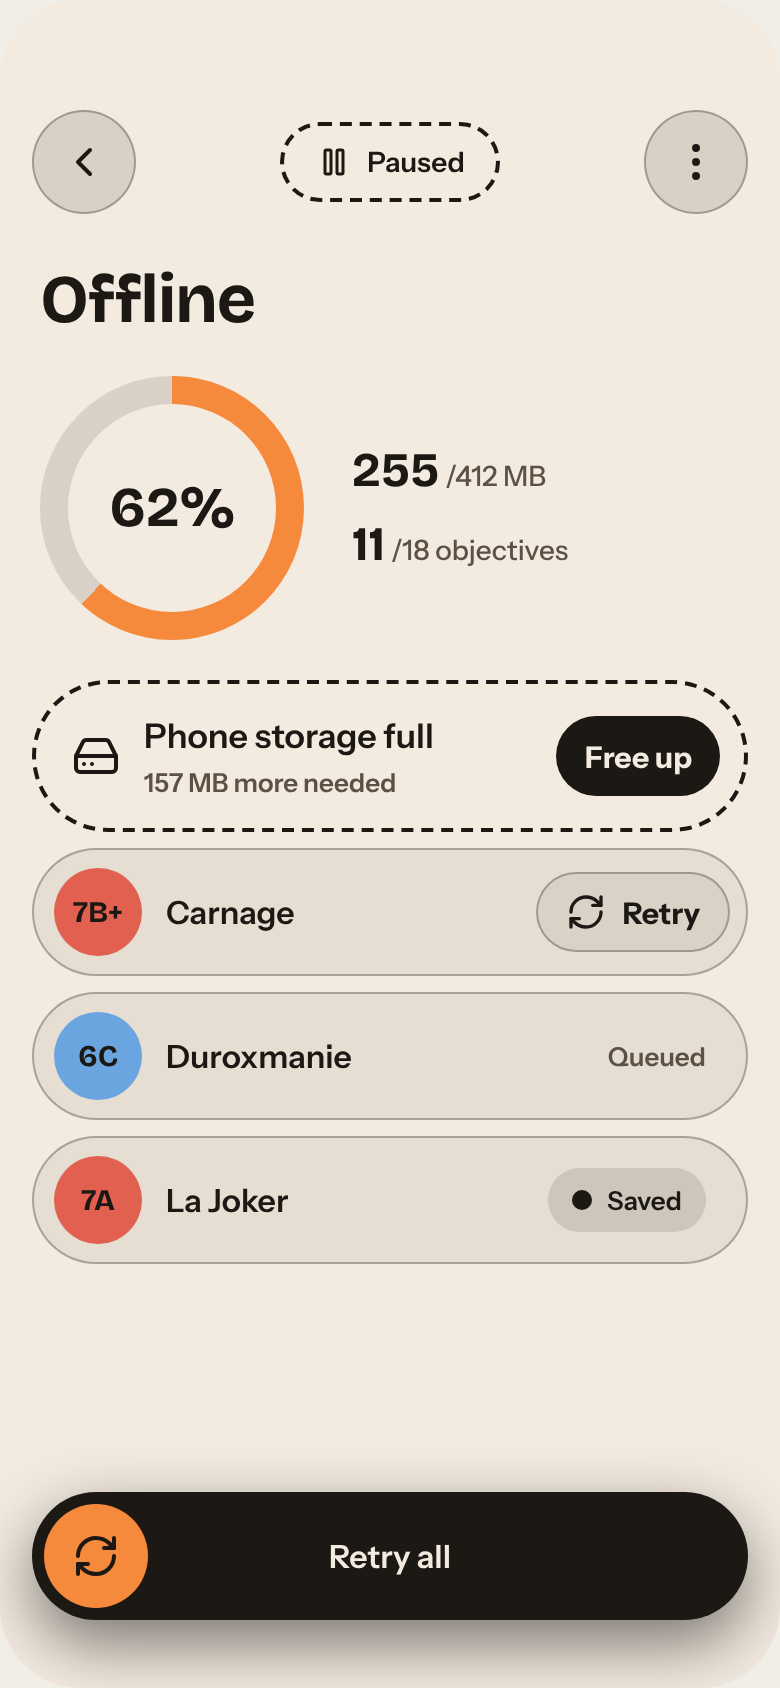 Paused
Offline
62%
255 /412 MB
11 /18 objectives
Phone storage full
157 MB more needed
Free up
7B+ Carnage Retry
6C Duroxmanie Queued
7A La Joker Saved
Retry all